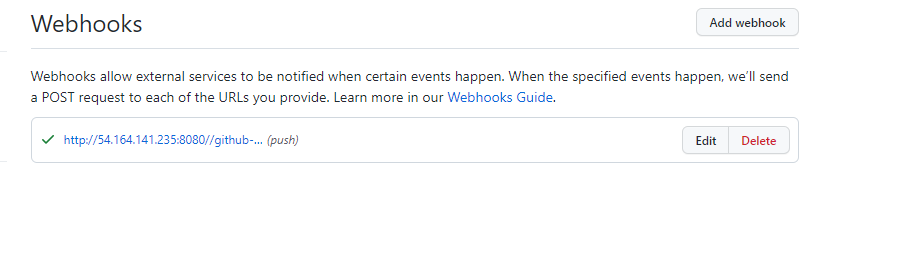 Webhooks
Add webhook
Webhooks allow external services to be notified when certain events happen. When the specified events happen, we'll send
a POST request to each of the URLs you provide. Learn more in our Webhooks Guide.
http://54.164.141.235:8080//github-... (push)
Edit
Delete